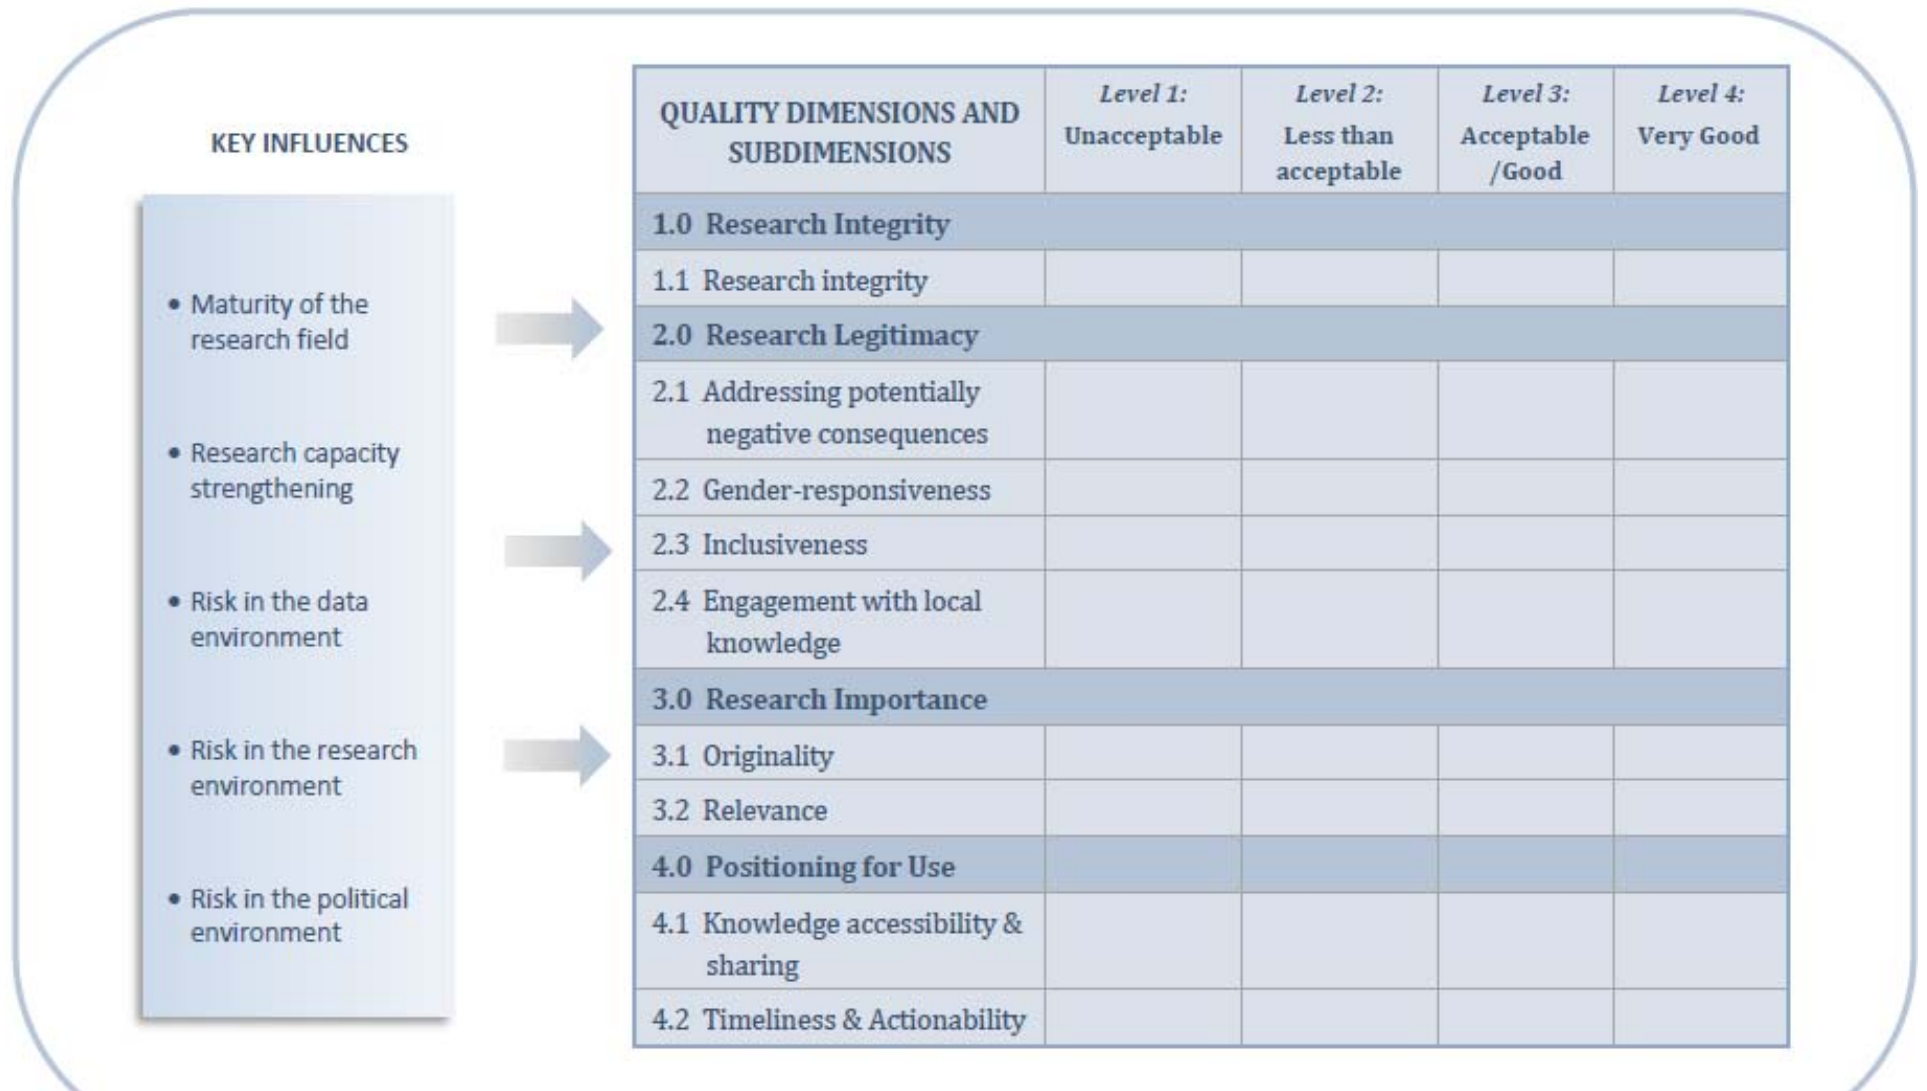 KEY INFLUENCES
• Maturity of the
research field
• Research capacity
strengthening
• Risk in the data
environment
• Risk in the research
environment
• Risk in the political
environment
QUALITY DIMENSIONS AND
SUBDIMENSIONS
Level 1:
Unacceptable
Level 2:
Less than
acceptable
Level 3:
Acceptable
/Good
Level 4:
Very Good
1.0 Research Integrity
1.1 Research integrity
2.0 Research Legitimacy
2.1 Addressing potentially
negative consequences
2.2 Gender-responsiveness
2.3 Inclusiveness
2.4 Engagement with local
knowledge
3.0 Research Importance
3.1 Originality
3.2 Relevance
4.0 Positioning for Use
4.1 Knowledge accessibility &
sharing
4.2 Timeliness & Actionability